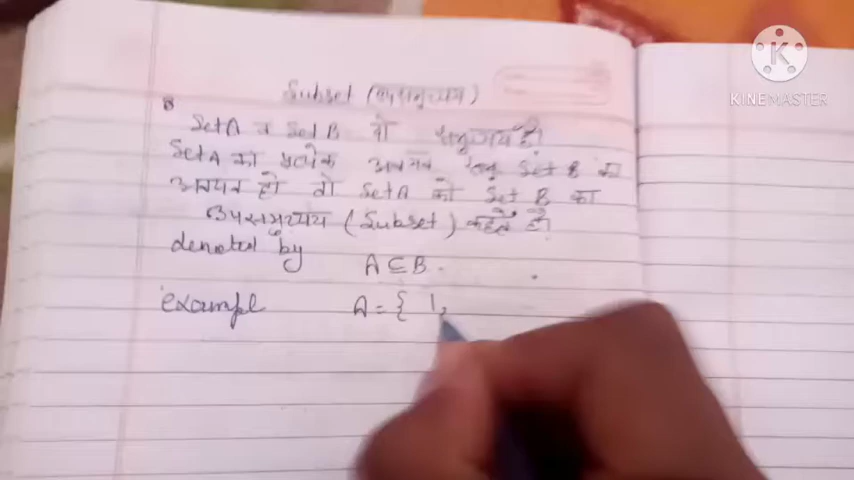 Subset (उपसमुच्चय)
Set A व Set B दो समुच्चय है।
Set A का प्रत्येक अवयव Set B का
अवयव हो तो Set A को Set B का
उपसमुच्चय (Subset) कहते है।
denoted by
A ⊆ B.
example A = { 1,
KINEMASTER